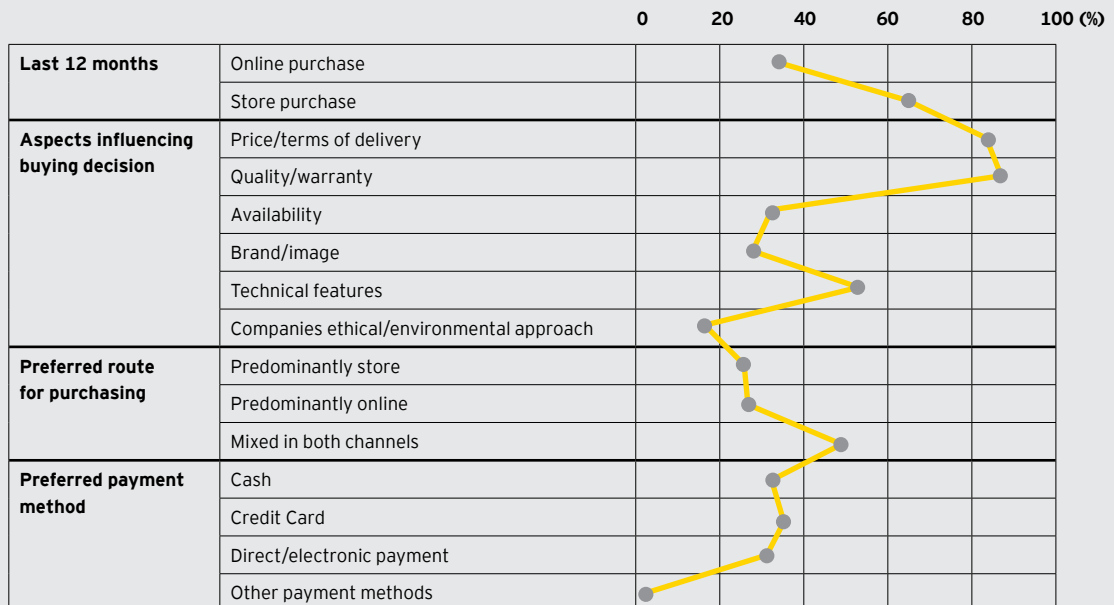 0 20 40 60 80 100 (%)
Last 12 months
Online purchase
Store purchase
Aspects influencing
buying decision
Price/terms of delivery
Quality/warranty
Availability
Brand/image
Technical features
Companies ethical/environmental approach
Preferred route
for purchasing
Predominantly store
Predominantly online
Mixed in both channels
Preferred payment
method
Cash
Credit Card
Direct/electronic payment
Other payment methods